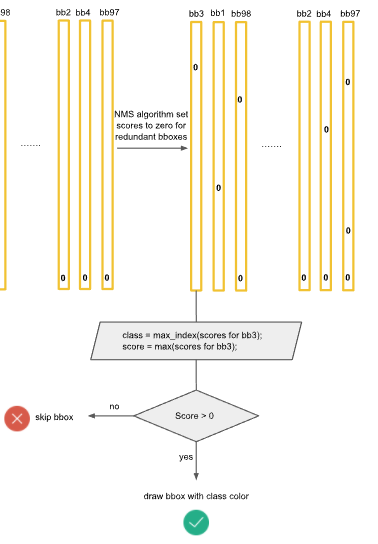 98 bb2 bb4 bb97 bb3 bb1 bb98 bb2 bb4 bb97
0
0
0
NMS algorithm set
scores to zero for
redundant bboxes
0
....... .......
0
0
0 0 0 0 0 0 0
class = max_index(scores for bb3);
score = max(scores for bb3);
no
skip bbox
Score > 0
yes
draw bbox with class color